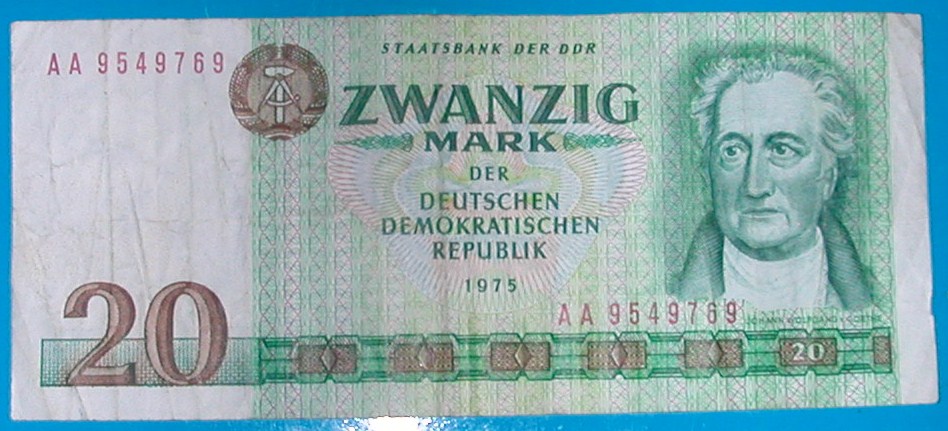 STAATSBANK DER DDR
AA 9549769
ZWANZIG
MARK
DER
DEUTSCHEN
DEMOKRATISCHEN
REPUBLIK
1975
AA 9549769
20
20